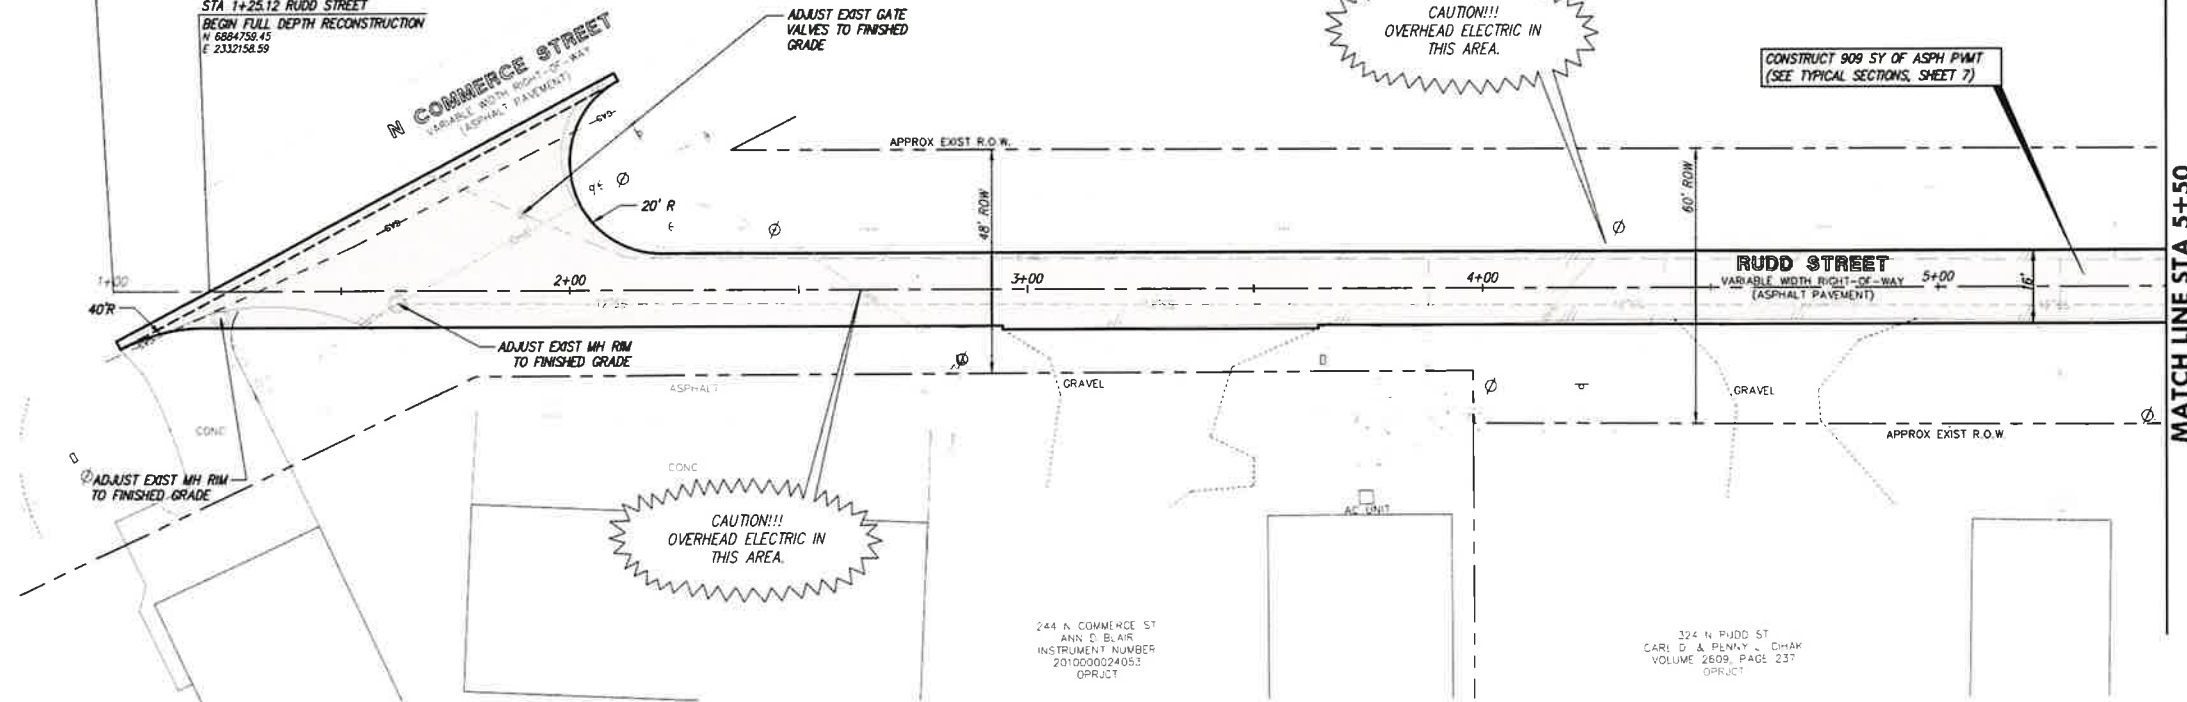 STA 1+25.12 RUDD STREET
BEGIN FULL DEPTH RECONSTRUCTION
N 6884759.45
E 2332158.59
N COMMERCE STREET
VARIABLE WIDTH RIGHT-OF-WAY
(ASPHALT PAVEMENT)
ADJUST EXIST GATE
VALVES TO FINISHED
GRADE
CAUTION!!!
OVERHEAD ELECTRIC IN
THIS AREA.
CONSTRUCT 909 SY OF ASPH PVMT
(SEE TYPICAL SECTIONS, SHEET 7)
APPROX EXIST R.O.W.
GAS
GAS
20' R
48' ROW
60' ROW
1+00
2+00
3+00
4+00
5+00
RUDD STREET
VARIABLE WIDTH RIGHT-OF-WAY
(ASPHALT PAVEMENT)
16'
MATCH LINE STA 5+50
40'R
ADJUST EXIST MH RIM
TO FINISHED GRADE
ASPHALT
GRAVEL
GRAVEL
APPROX EXIST R.O.W.
CONC
CONC
ADJUST EXIST MH RIM
TO FINISHED GRADE
CAUTION!!!
OVERHEAD ELECTRIC IN
THIS AREA.
AC UNIT
244 N COMMERCE ST
ANN D BLAIR
INSTRUMENT NUMBER
2010000024053
OPRJCT
324 N RUDD ST
CARL D. & PENNY L CIHAK
VOLUME 2609, PAGE 237
OPRJCT